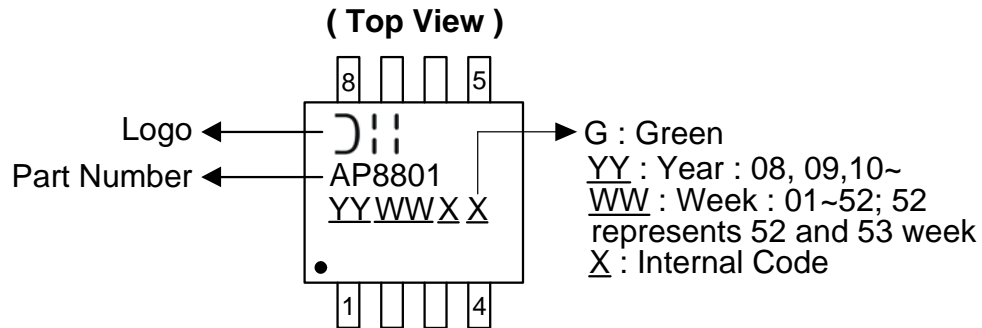 ( Top View )
8 5
Logo
Part Number
AP8801
YYWWX X
1 4
G : Green
YY : Year : 08, 09,10~
WW : Week : 01~52; 52
represents 52 and 53 week
X : Internal Code